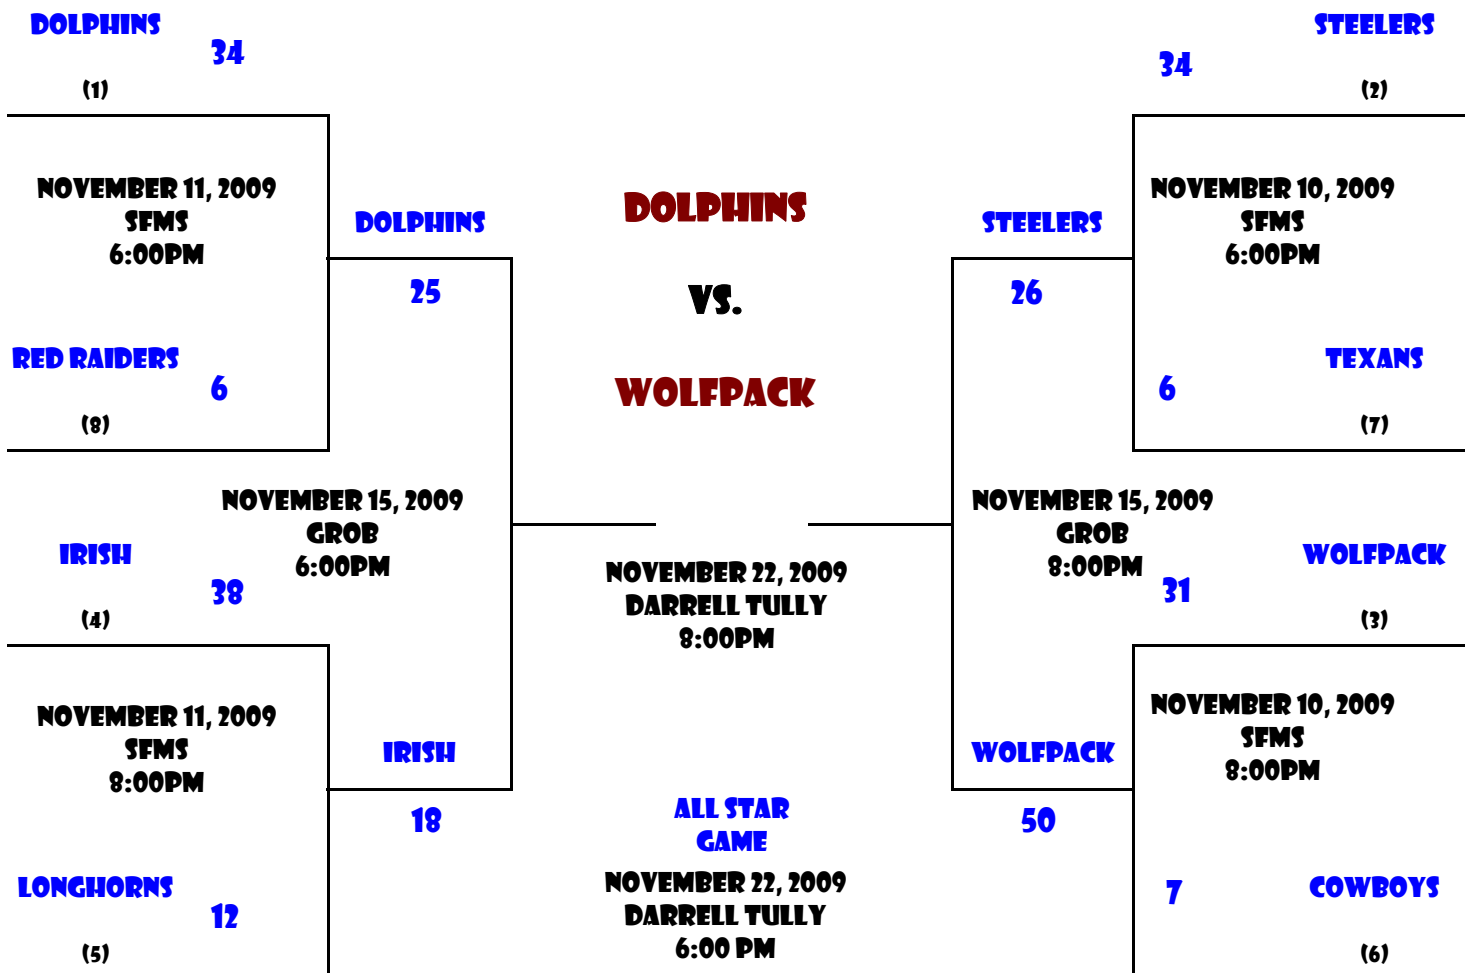 DOLPHINS
34
(1)
NOVEMBER 11, 2009
SFMS
6:00PM
RED RAIDERS
6
(8)
DOLPHINS
25
NOVEMBER 15, 2009
GROB
6:00PM
IRISH
38
(4)
NOVEMBER 11, 2009
SFMS
8:00PM
IRISH
18
LONGHORNS
12
(5)
DOLPHINS
VS.
WOLFPACK
NOVEMBER 22, 2009
DARRELL TULLY
8:00PM
ALL STAR
GAME
NOVEMBER 22, 2009
DARRELL TULLY
6:00 PM
STEELERS
34
(2)
NOVEMBER 10, 2009
SFMS
6:00PM
STEELERS
26
TEXANS
6
(7)
NOVEMBER 15, 2009
GROB
8:00PM
WOLFPACK
31
(3)
NOVEMBER 10, 2009
SFMS
8:00PM
WOLFPACK
50
7
COWBOYS
(6)